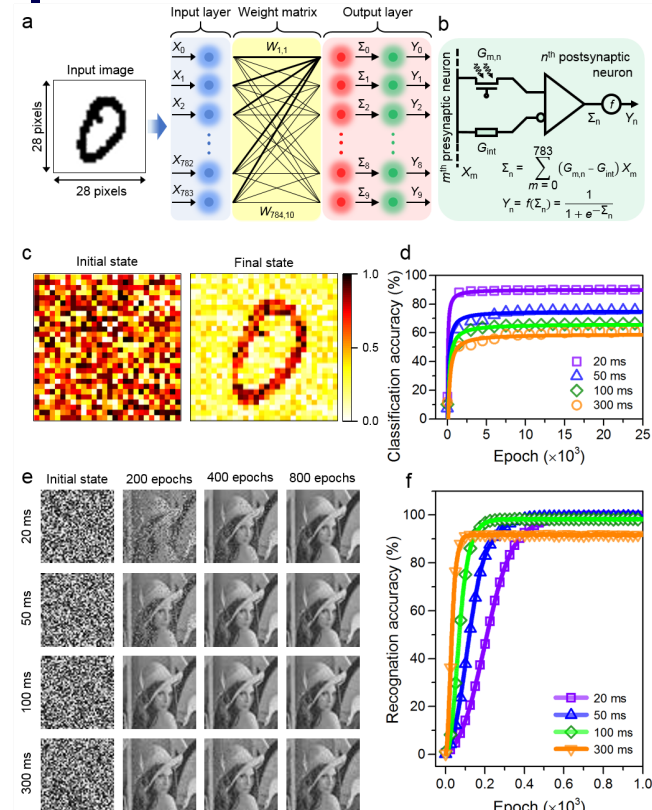 a
Input layer Weight matrix Output layer
Input image
28 pixels
28 pixels
X0
X1
X2
X782
X783
W1,1
W784,10
Σ0 Y0
Σ1 Y1
Σ2 Y2
Σ8 Y8
Σ9 Y9
b
mth presynaptic neuron
Gm,n
nth postsynaptic
neuron
Gint
Xm
Σn
f
Yn
Σn = 783 Σ m = 0 (Gm,n - Gint) Xm
Yn = f(Σn) = 1 / 1 + e-Σn
c
Initial state Final state
1.0
0.5
0.0
d
Classification accuracy (%)
100
80
60
40
20
0
20 ms
50 ms
100 ms
300 ms
0 5 10 15 20 25
Epoch (×10³)
e
Initial state 200 epochs 400 epochs 800 epochs
20 ms
50 ms
100 ms
300 ms
f
Recognation accuracy (%)
100
80
60
40
20
0
20 ms
50 ms
100 ms
300 ms
0.0 0.2 0.4 0.6 0.8 1.0
Epoch (×10³)